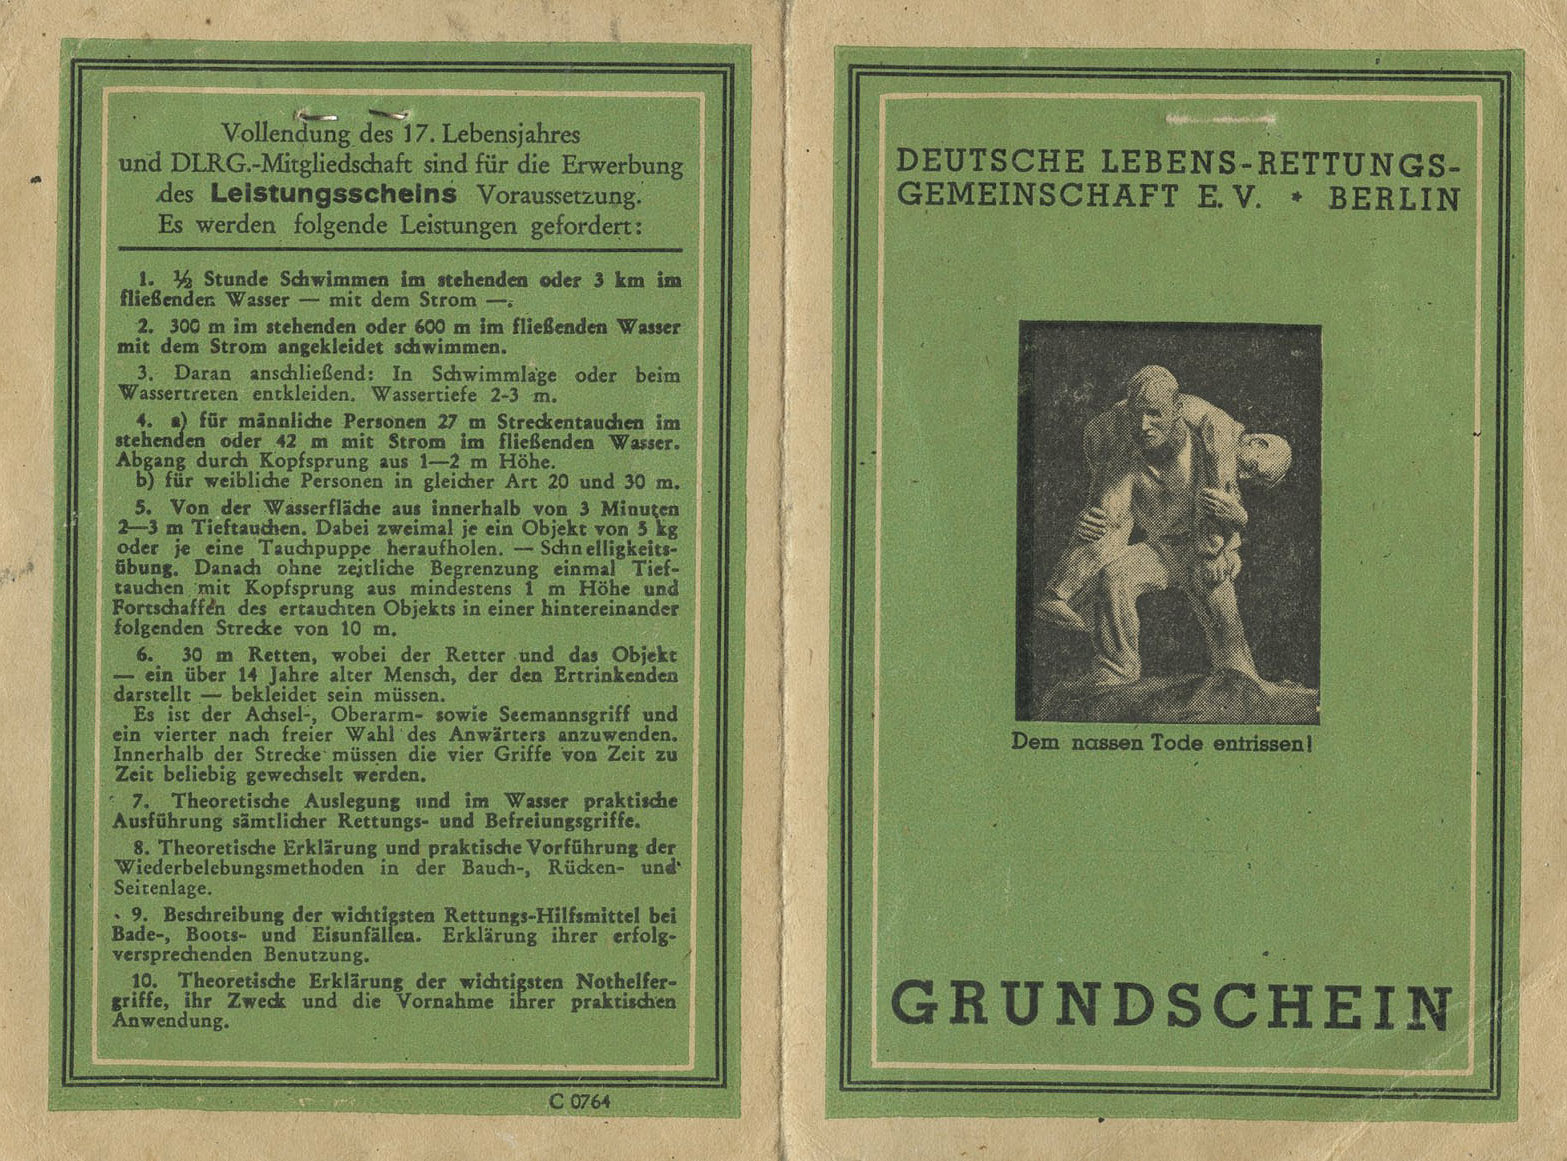 Vollendung des 17. Lebensjahres
und DLRG.-Mitgliedschaft sind für die Erwerbung
des Leistungsscheins Voraussetzung.
Es werden folgende Leistungen gefordert:
1. ½ Stunde Schwimmen im stehenden oder 3 km im
fließenden Wasser — mit dem Strom —.
2. 300 m im stehenden oder 600 m im fließenden Wasser
mit dem Strom angekleidet schwimmen.
3. Daran anschließend: In Schwimmlage oder beim
Wassertreten entkleiden. Wassertiefe 2-3 m.
4. a) für männliche Personen 27 m Streckentauchen im
stehenden oder 42 m mit Strom im fließenden Wasser.
Abgang durch Kopfsprung aus 1—2 m Höhe.
b) für weibliche Personen in gleicher Art 20 und 30 m.
5. Von der Wasserfläche aus innerhalb von 3 Minuten
2—3 m Tieftauchen. Dabei zweimal je ein Objekt von 5 kg
oder je eine Tauchpuppe heraufholen. — Schnelligkeits-
übung. Danach ohne zeitliche Begrenzung einmal Tief-
tauchen mit Kopfsprung aus mindestens 1 m Höhe und
Fortschaffen des ertauchten Objekts in einer hintereinander
folgenden Strecke von 10 m.
6. 30 m Retten, wobei der Retter und das Objekt
— ein über 14 Jahre alter Mensch, der den Ertrinkenden
darstellt — bekleidet sein müssen.
Es ist der Achsel-, Oberarm- sowie Seemannsgriff und
ein vierter nach freier Wahl des Anwärters anzuwenden.
Innerhalb der Strecke müssen die vier Griffe von Zeit zu
Zeit beliebig gewechselt werden.
7. Theoretische Auslegung und im Wasser praktische
Ausführung sämtlicher Rettungs- und Befreiungsgriffe.
8. Theoretische Erklärung und praktische Vorführung der
Wiederbelebungsmethoden in der Bauch-, Rücken- und
Seitenlage.
9. Beschreibung der wichtigsten Rettungs-Hilfsmittel bei
Bade-, Boots- und Eisunfällen. Erklärung ihrer erfolg-
versprechenden Benutzung.
10. Theoretische Erklärung der wichtigsten Nothelfer-
griffe, ihr Zweck und die Vornahme ihrer praktischen
Anwendung.
C 0764
DEUTSCHE LEBENS-RETTUNGS-
GEMEINSCHAFT E.V. * BERLIN
Dem nassen Tode entrissen!
GRUNDSCHEIN